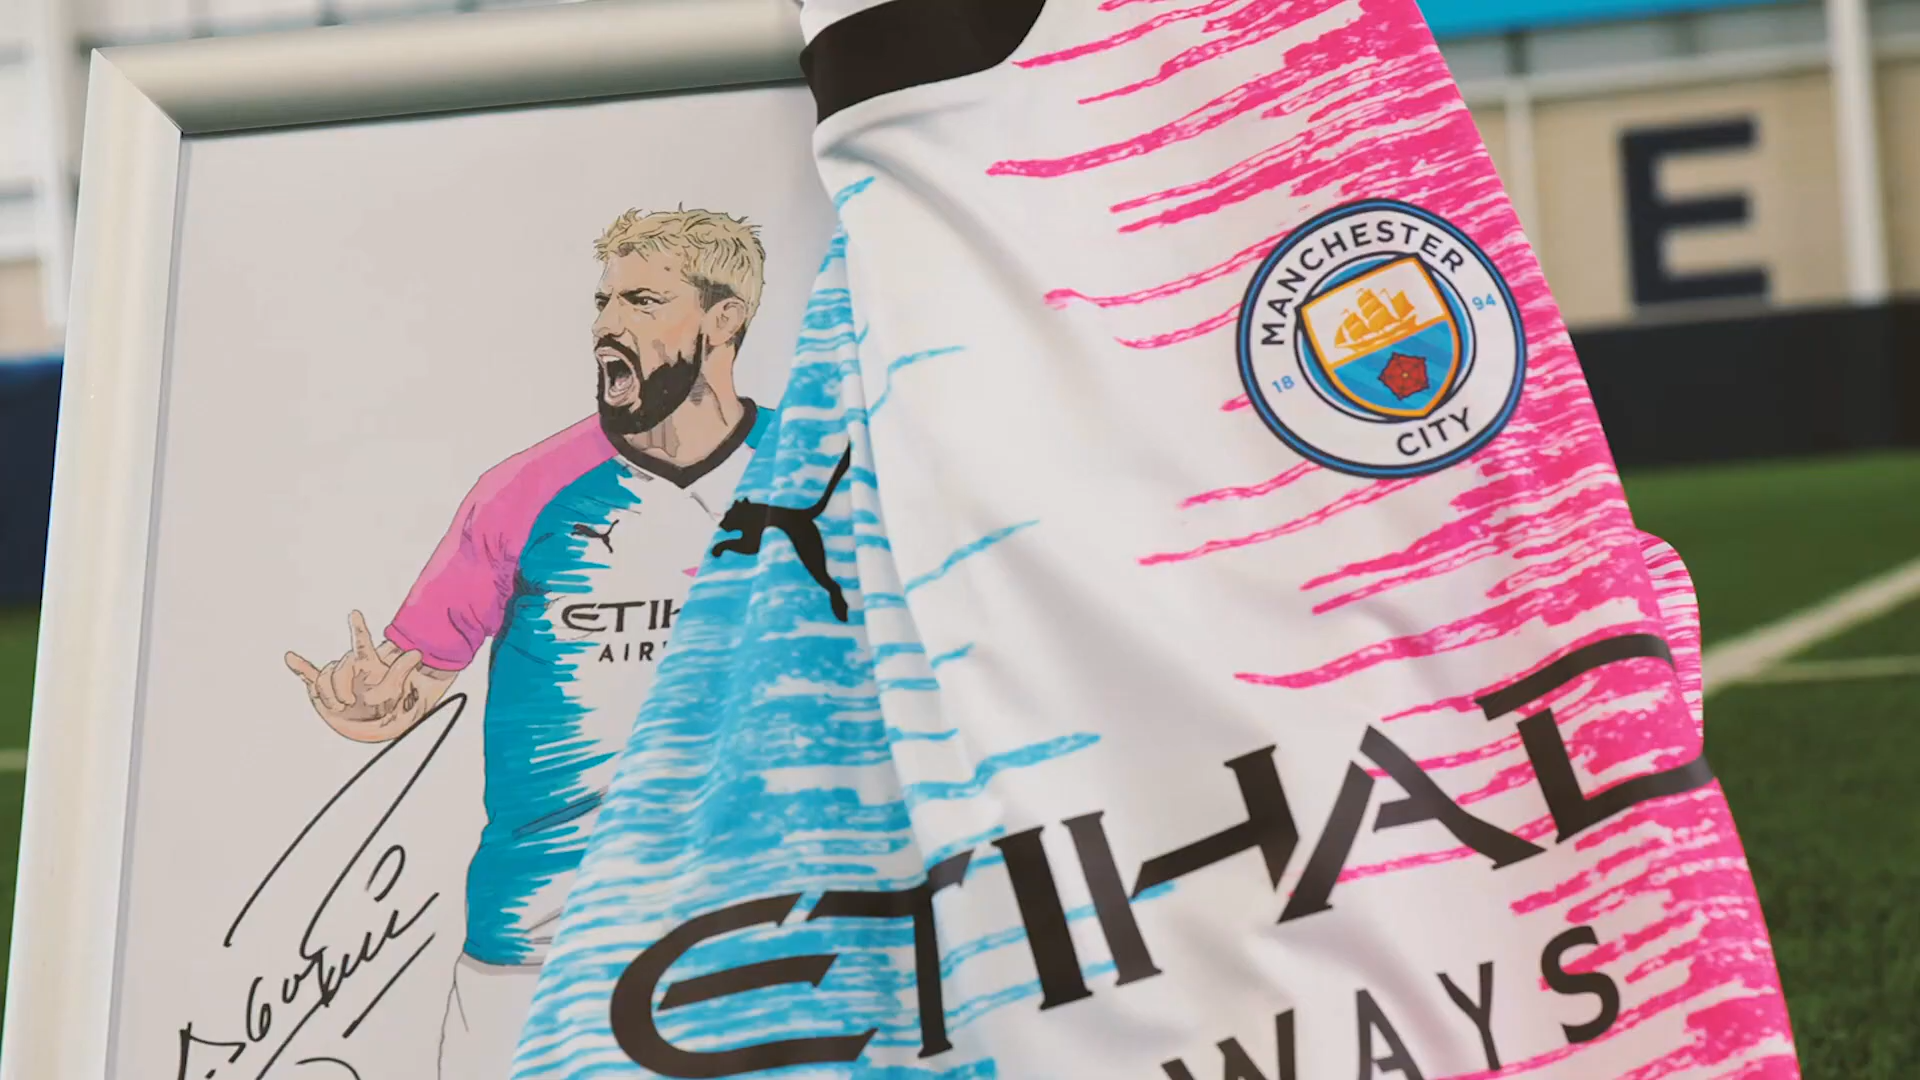 E
MANCHESTER
18
94
CITY
ETIHAD
WAYS
ETIH
AIR